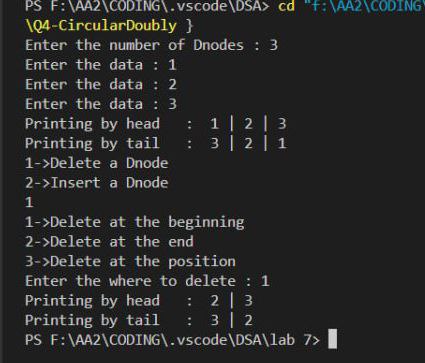 PS F:\AA2\CODING\.vscode\DSA> cd "f:\AA2\CODING
\Q4-CircularDoubly }
Enter the number of Dnodes : 3
Enter the data : 1
Enter the data : 2
Enter the data : 3
Printing by head   :  1 | 2 | 3
Printing by tail   :  3 | 2 | 1
1->Delete a Dnode
2->Insert a Dnode
1
1->Delete at the beginning
2->Delete at the end
3->Delete at the position
Enter the where to delete : 1
Printing by head   :  2 | 3
Printing by tail   :  3 | 2
PS F:\AA2\CODING\.vscode\DSA\lab 7>